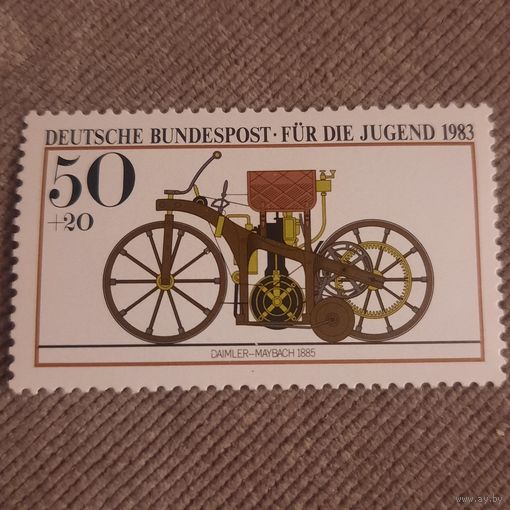 DEUTSCHE BUNDESPOST · FÜR DIE JUGEND 1983
50
+20
DAIMLER–MAYBACH 1885
www.ay.by